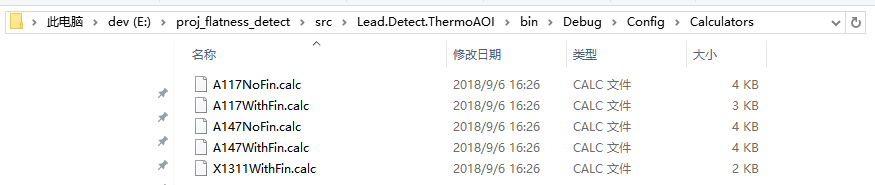 此电脑 > dev (E:) > proj_flatness_detect > src > Lead.Detect.ThermoAOI > bin > Debug > Config > Calculators
名称 修改日期 类型 大小
A117NoFin.calc 2018/9/6 16:26 CALC 文件 4 KB
A117WithFin.calc 2018/9/6 16:26 CALC 文件 3 KB
A147NoFin.calc 2018/9/6 16:26 CALC 文件 4 KB
A147WithFin.calc 2018/9/6 16:26 CALC 文件 4 KB
X1311WithFin.calc 2018/9/6 16:26 CALC 文件 2 KB